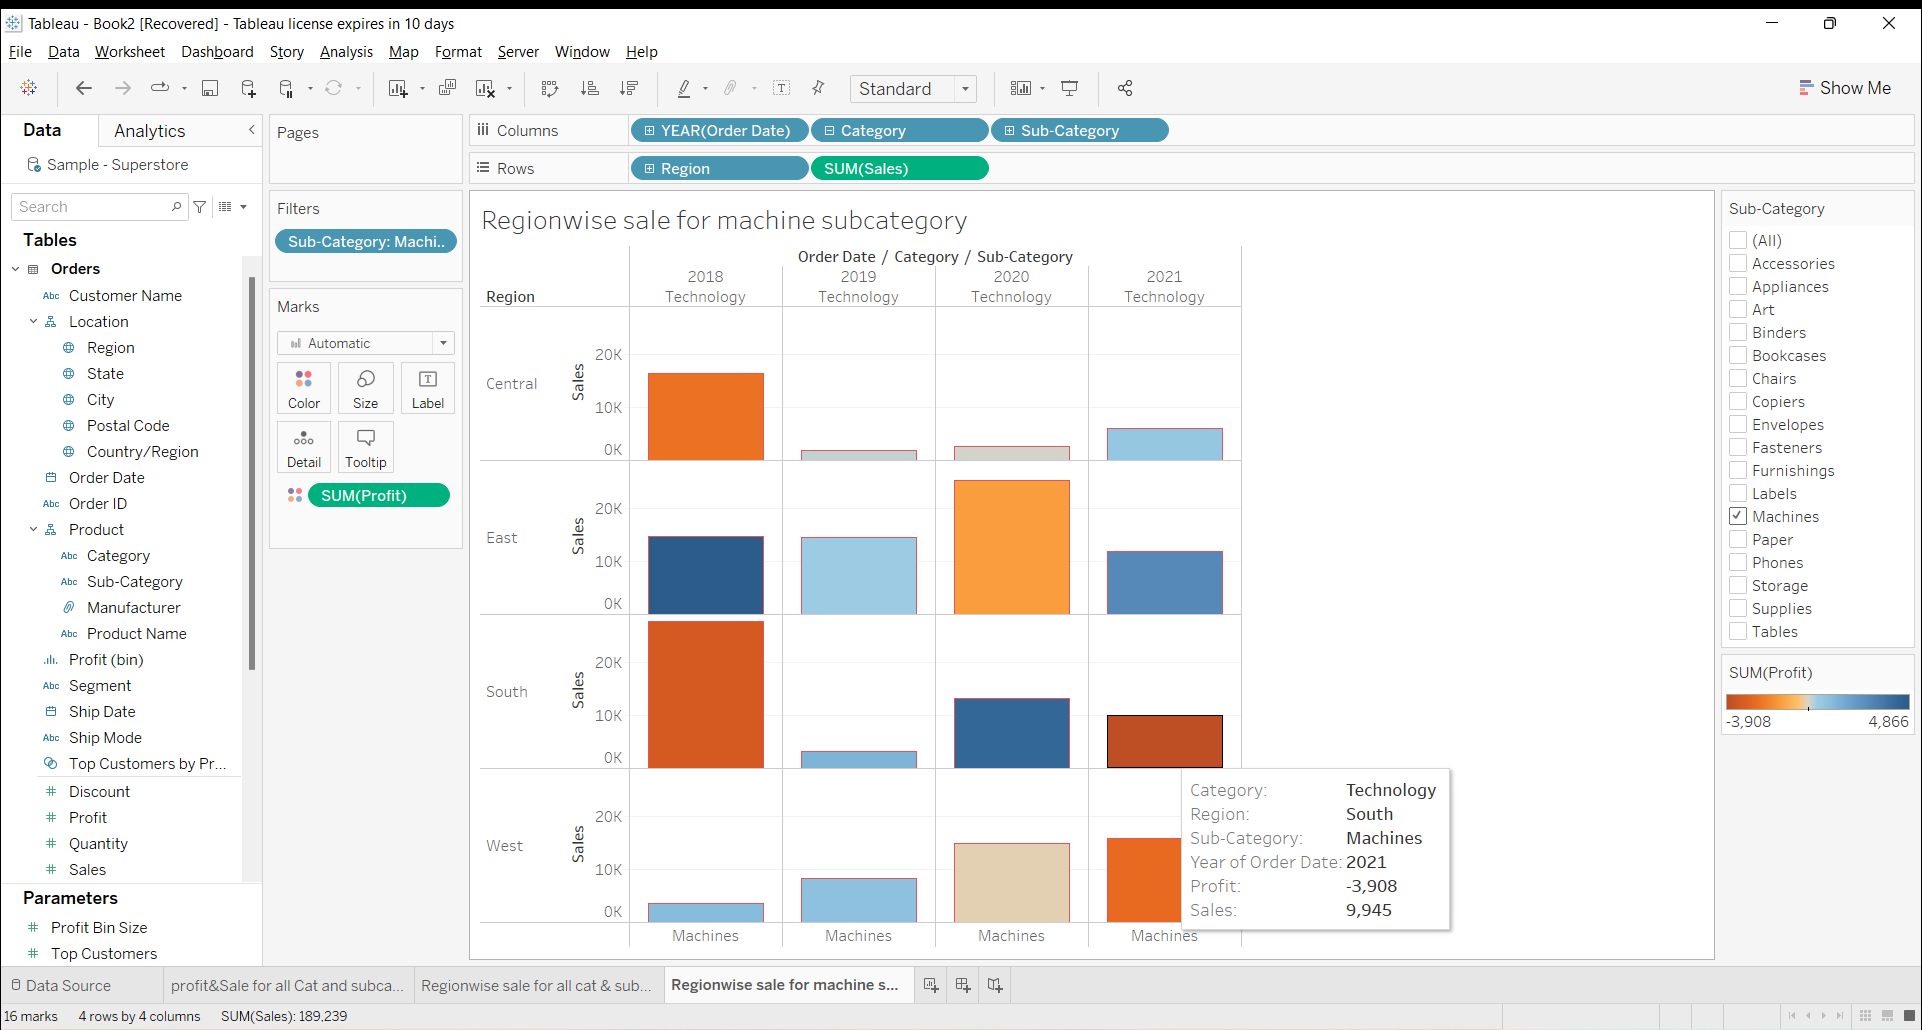 Tableau - Book2 [Recovered] - Tableau license expires in 10 days
File Data Worksheet Dashboard Story Analysis Map Format Server Window Help
Standard
Show Me
Data Analytics
Sample - Superstore
Search
Tables
Orders
Abc Customer Name
Location
Region
State
City
Postal Code
Country/Region
Order Date
Abc Order ID
Product
Abc Category
Abc Sub-Category
Manufacturer
Abc Product Name
Profit (bin)
Abc Segment
Ship Date
Abc Ship Mode
Top Customers by Pr...
# Discount
# Profit
# Quantity
# Sales
Parameters
# Profit Bin Size
# Top Customers
Pages
Filters
Sub-Category: Machi..
Marks
Automatic
Color Size Label
Detail Tooltip
SUM(Profit)
Columns YEAR(Order Date) Category Sub-Category
Rows Region SUM(Sales)
Regionwise sale for machine subcategory
Order Date / Category / Sub-Category
2018 2019 2020 2021
Region Technology Technology Technology Technology
Central Sales 20K 10K 0K
East Sales 20K 10K 0K
South Sales 20K 10K 0K
West Sales 20K 10K 0K
Machines Machines Machines Machines
Category: Technology
Region: South
Sub-Category: Machines
Year of Order Date: 2021
Profit: -3,908
Sales: 9,945
Sub-Category
(All)
Accessories
Appliances
Art
Binders
Bookcases
Chairs
Copiers
Envelopes
Fasteners
Furnishings
Labels
Machines
Paper
Phones
Storage
Supplies
Tables
SUM(Profit)
-3,908 4,866
Data Source profit&Sale for all Cat and subca... Regionwise sale for all cat & sub... Regionwise sale for machine s...
16 marks 4 rows by 4 columns SUM(Sales): 189,239